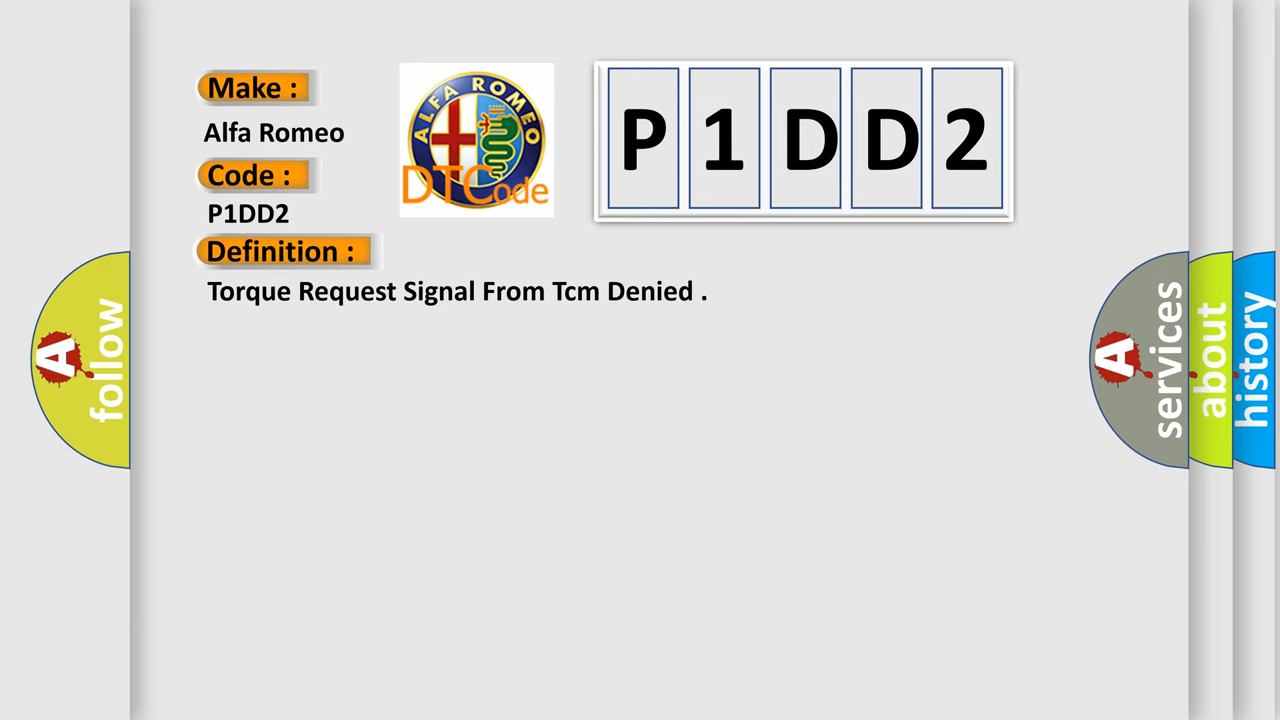 Make :
Alfa Romeo
Code :
P1DD2
Definition :
Torque Request Signal From Tcm Denied .
ALFA ROMEO
DTCode
P 1 D D 2
A follow
A services
about
history